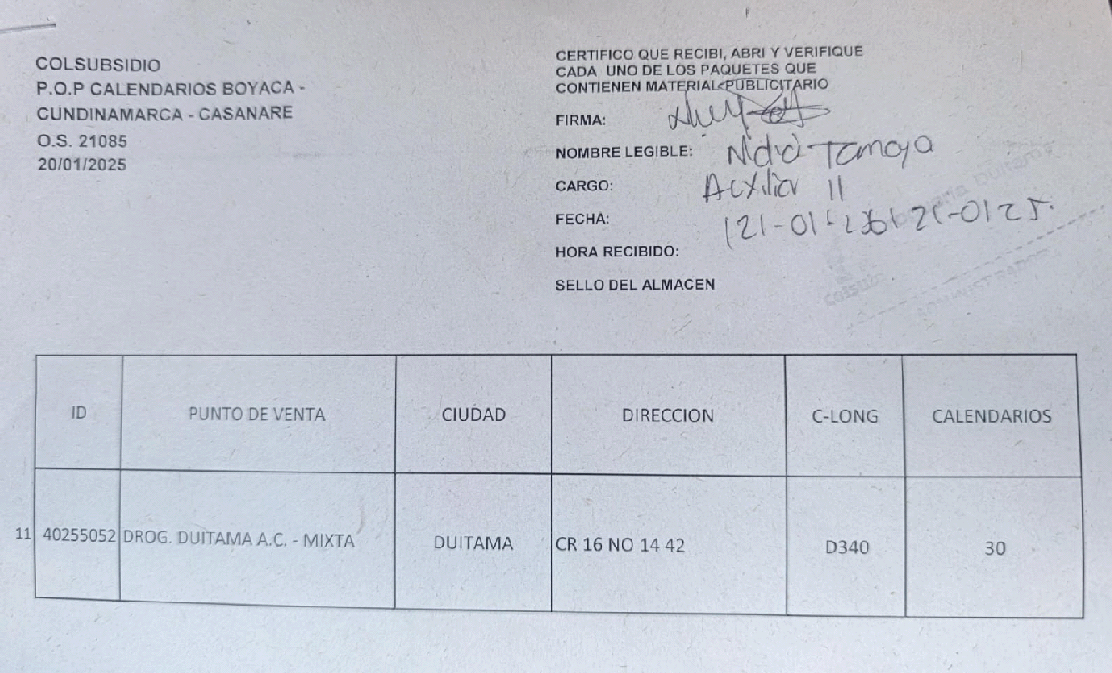 COLSUBSIDIO
P.O.P CALENDARIOS BOYACA -
CUNDINAMARCA - CASANARE
O.S. 21085
20/01/2025
CERTIFICO QUE RECIBI, ABRI Y VERIFIQUE
CADA UNO DE LOS PAQUETES QUE
CONTIENEN MATERIAL PUBLICITARIO
FIRMA:
NOMBRE LEGIBLE: Nidia Tamayo
CARGO: Auxiliar II
FECHA: 21-01-25
HORA RECIBIDO:
SELLO DEL ALMACEN
ID PUNTO DE VENTA CIUDAD DIRECCION C-LONG CALENDARIOS
11 40255052 DROG. DUITAMA A.C. - MIXTA DUITAMA CR 16 NO 14 42 D340 30